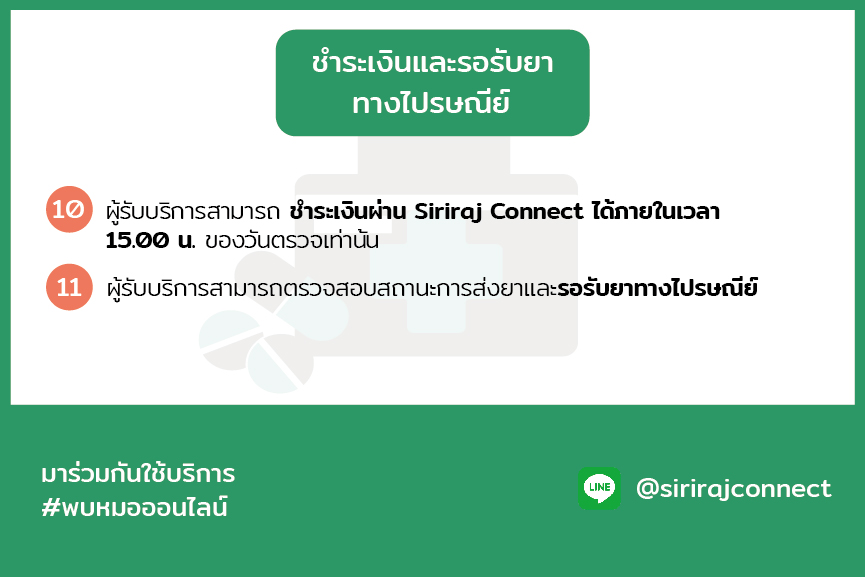 ชำระเงินและรอรับยา
ทางไปรษณีย์
10 ผู้รับบริการสามารถ ชำระเงินผ่าน Siriraj Connect ได้ภายในเวลา
15.00 น. ของวันตรวจเท่านั้น
11 ผู้รับบริการสามารถตรวจสอบสถานะการส่งยาและรอรับยาทางไปรษณีย์
มาร่วมกันใช้บริการ
#พบหมอออนไลน์
LINE @sirirajconnect